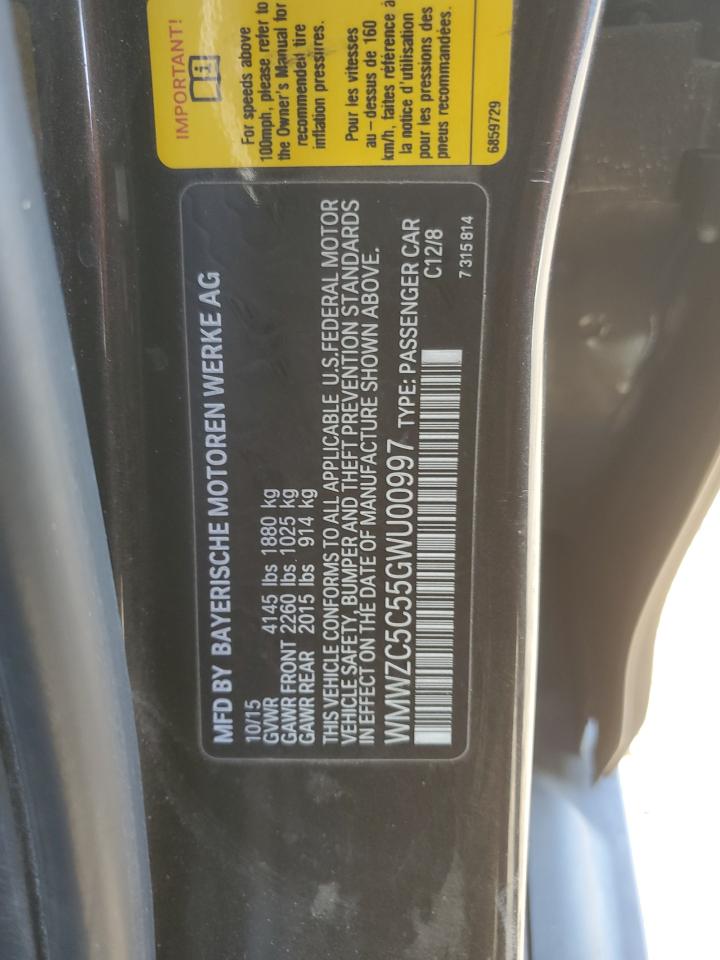 MFD BY BAYERISCHE MOTOREN WERKE AG
10/15
GVWR 4145 lbs 1880 kg
GAWR FRONT 2260 lbs 1025 kg
GAWR REAR 2015 lbs 914 kg
THIS VEHICLE CONFORMS TO ALL APPLICABLE U.S.FEDERAL MOTOR
VEHICLE SAFETY, BUMPER AND THEFT PREVENTION STANDARDS
IN EFFECT ON THE DATE OF MANUFACTURE SHOWN ABOVE.
WMWZC5C55GWU00997 TYPE: PASSENGER CAR
C12/8
7 315 814
IMPORTANT!
For speeds above
100mph, please refer to
the Owner's Manual for
recommended tire
inflation pressures.
Pour les vitesses
au-dessus de 160
km/h, faites référence à
la notice d'utilisation
pour les pressions des
pneus recommandées.
6859729